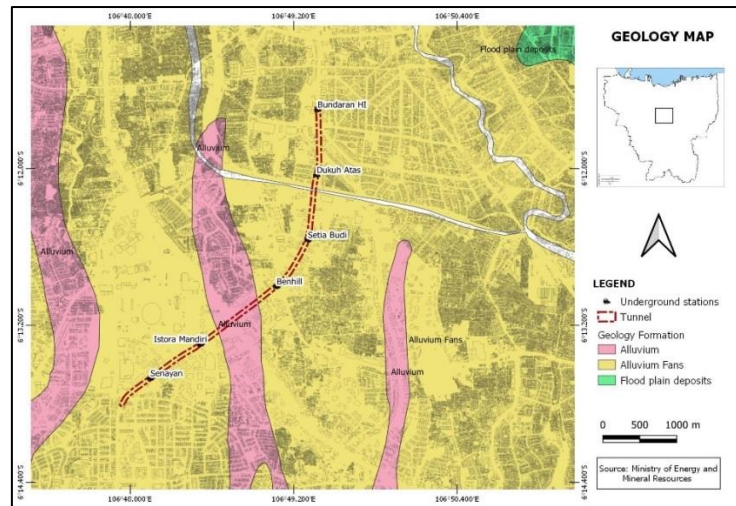 106°48.000'E 106°49.200'E 106°50.400'E
GEOLOGY MAP
Flood plain deposits
Bundaran HI
Alluvium
6°12.000'S 6°12.000'S
Dukuh Atas
Setia Budi
Alluvium
Benhill
Alluvium
6°13.200'S 6°13.200'S
Istora Mandiri
Alluvium Fans
Senayan
Alluvium
6°14.400'S 6°14.400'S
106°48.000'E 106°49.200'E 106°50.400'E
LEGEND
Underground stations
Tunnel
Geology Formation
Alluvium
Alluvium Fans
Flood plain deposits
0 500 1000 m
Source: Ministry of Energy and
Mineral Resources